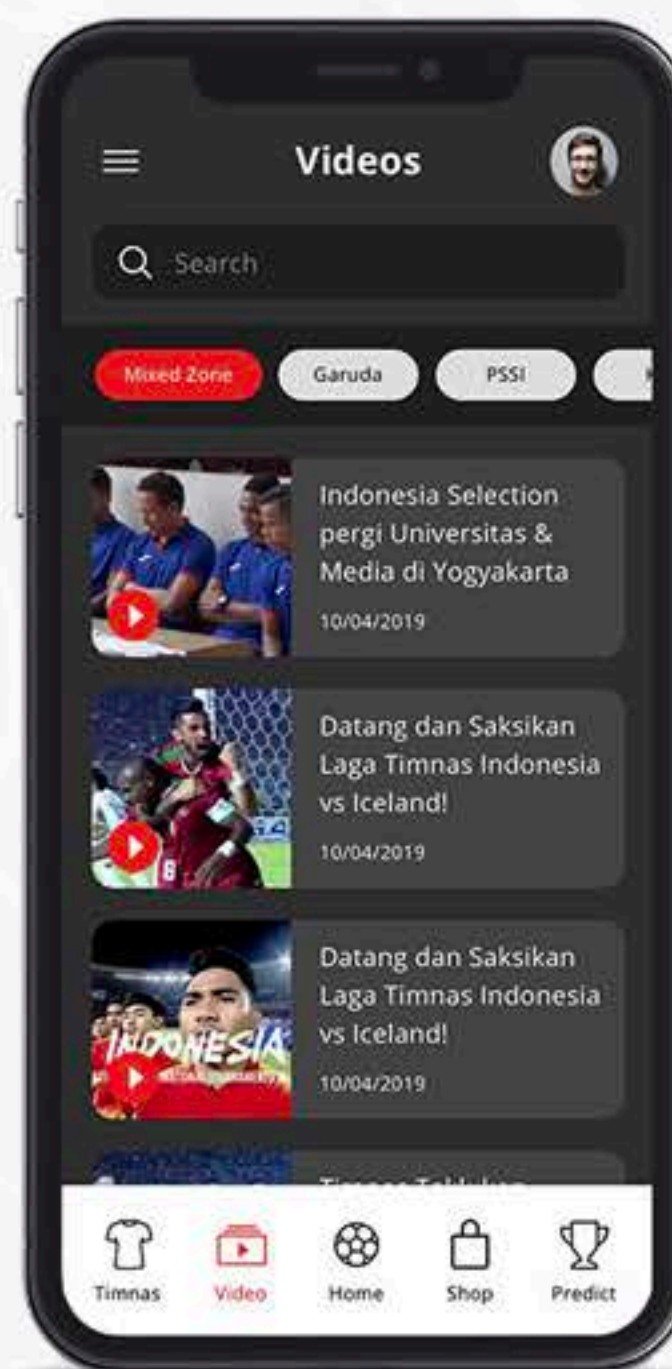 Videos
Search
Mixed Zone
Garuda
PSSI
Indonesia Selection
pergi Universitas &
Media di Yogyakarta
10/04/2019
Datang dan Saksikan
Laga Timnas Indonesia
vs Iceland!
10/04/2019
Datang dan Saksikan
Laga Timnas Indonesia
vs Iceland!
10/04/2019
INDONESIA
Timnas
Video
Home
Shop
Predict